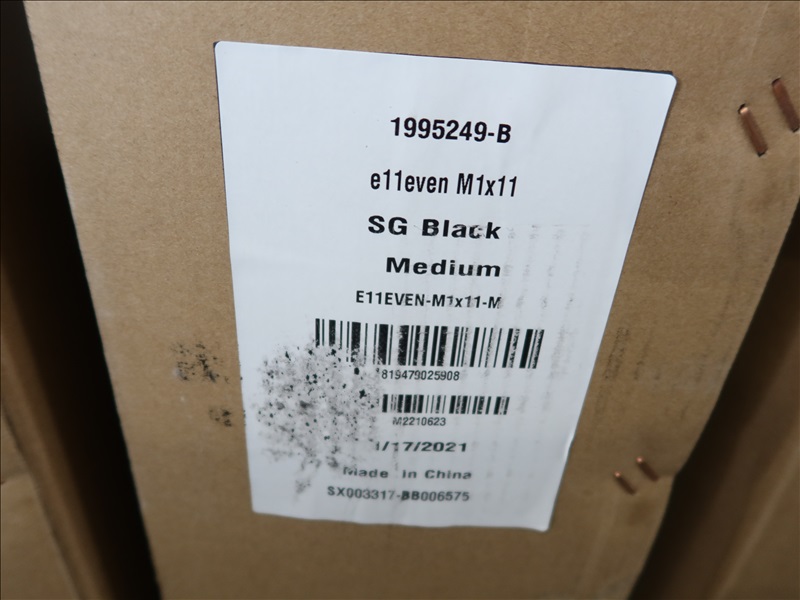 1995249-B
e11even M1x11
SG Black
Medium
E11EVEN-M1x11-M
819479025908
M2210623
1/17/2021
Made in China
SX003317-BB006575